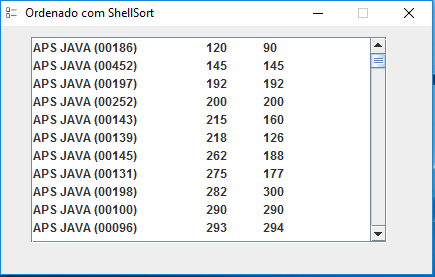 Ordenado com ShellSort
APS JAVA (00186) 120 90
APS JAVA (00452) 145 145
APS JAVA (00197) 192 192
APS JAVA (00252) 200 200
APS JAVA (00143) 215 160
APS JAVA (00139) 218 126
APS JAVA (00145) 262 188
APS JAVA (00131) 275 177
APS JAVA (00198) 282 300
APS JAVA (00100) 290 290
APS JAVA (00096) 293 294